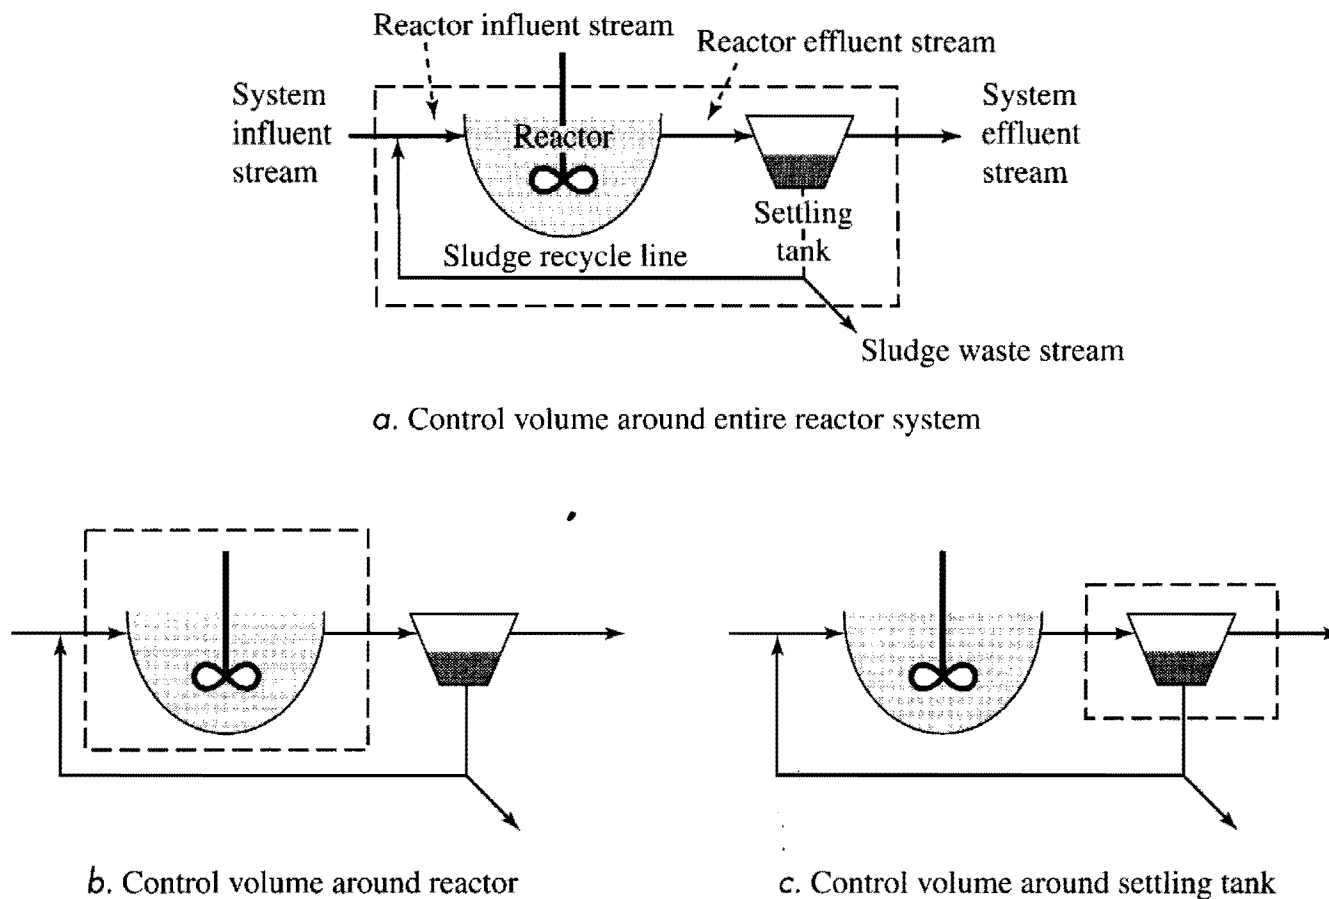 Reactor influent stream
Reactor effluent stream
System
influent
stream
Reactor
System
effluent
stream
Settling
tank
Sludge recycle line
Sludge waste stream
a. Control volume around entire reactor system
b. Control volume around reactor
c. Control volume around settling tank